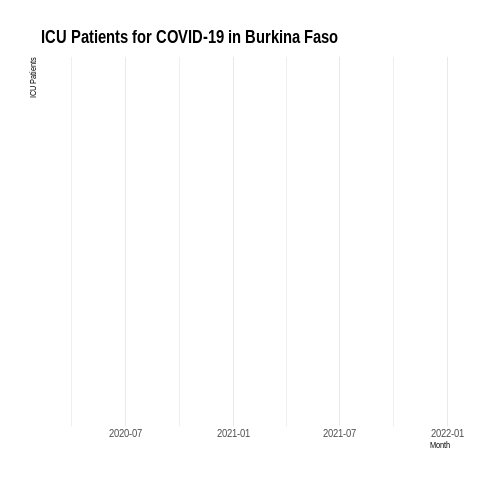 ICU Patients for COVID-19 in Burkina Faso
ICU Patients
2020-07 2021-01 2021-07 2022-01
Month